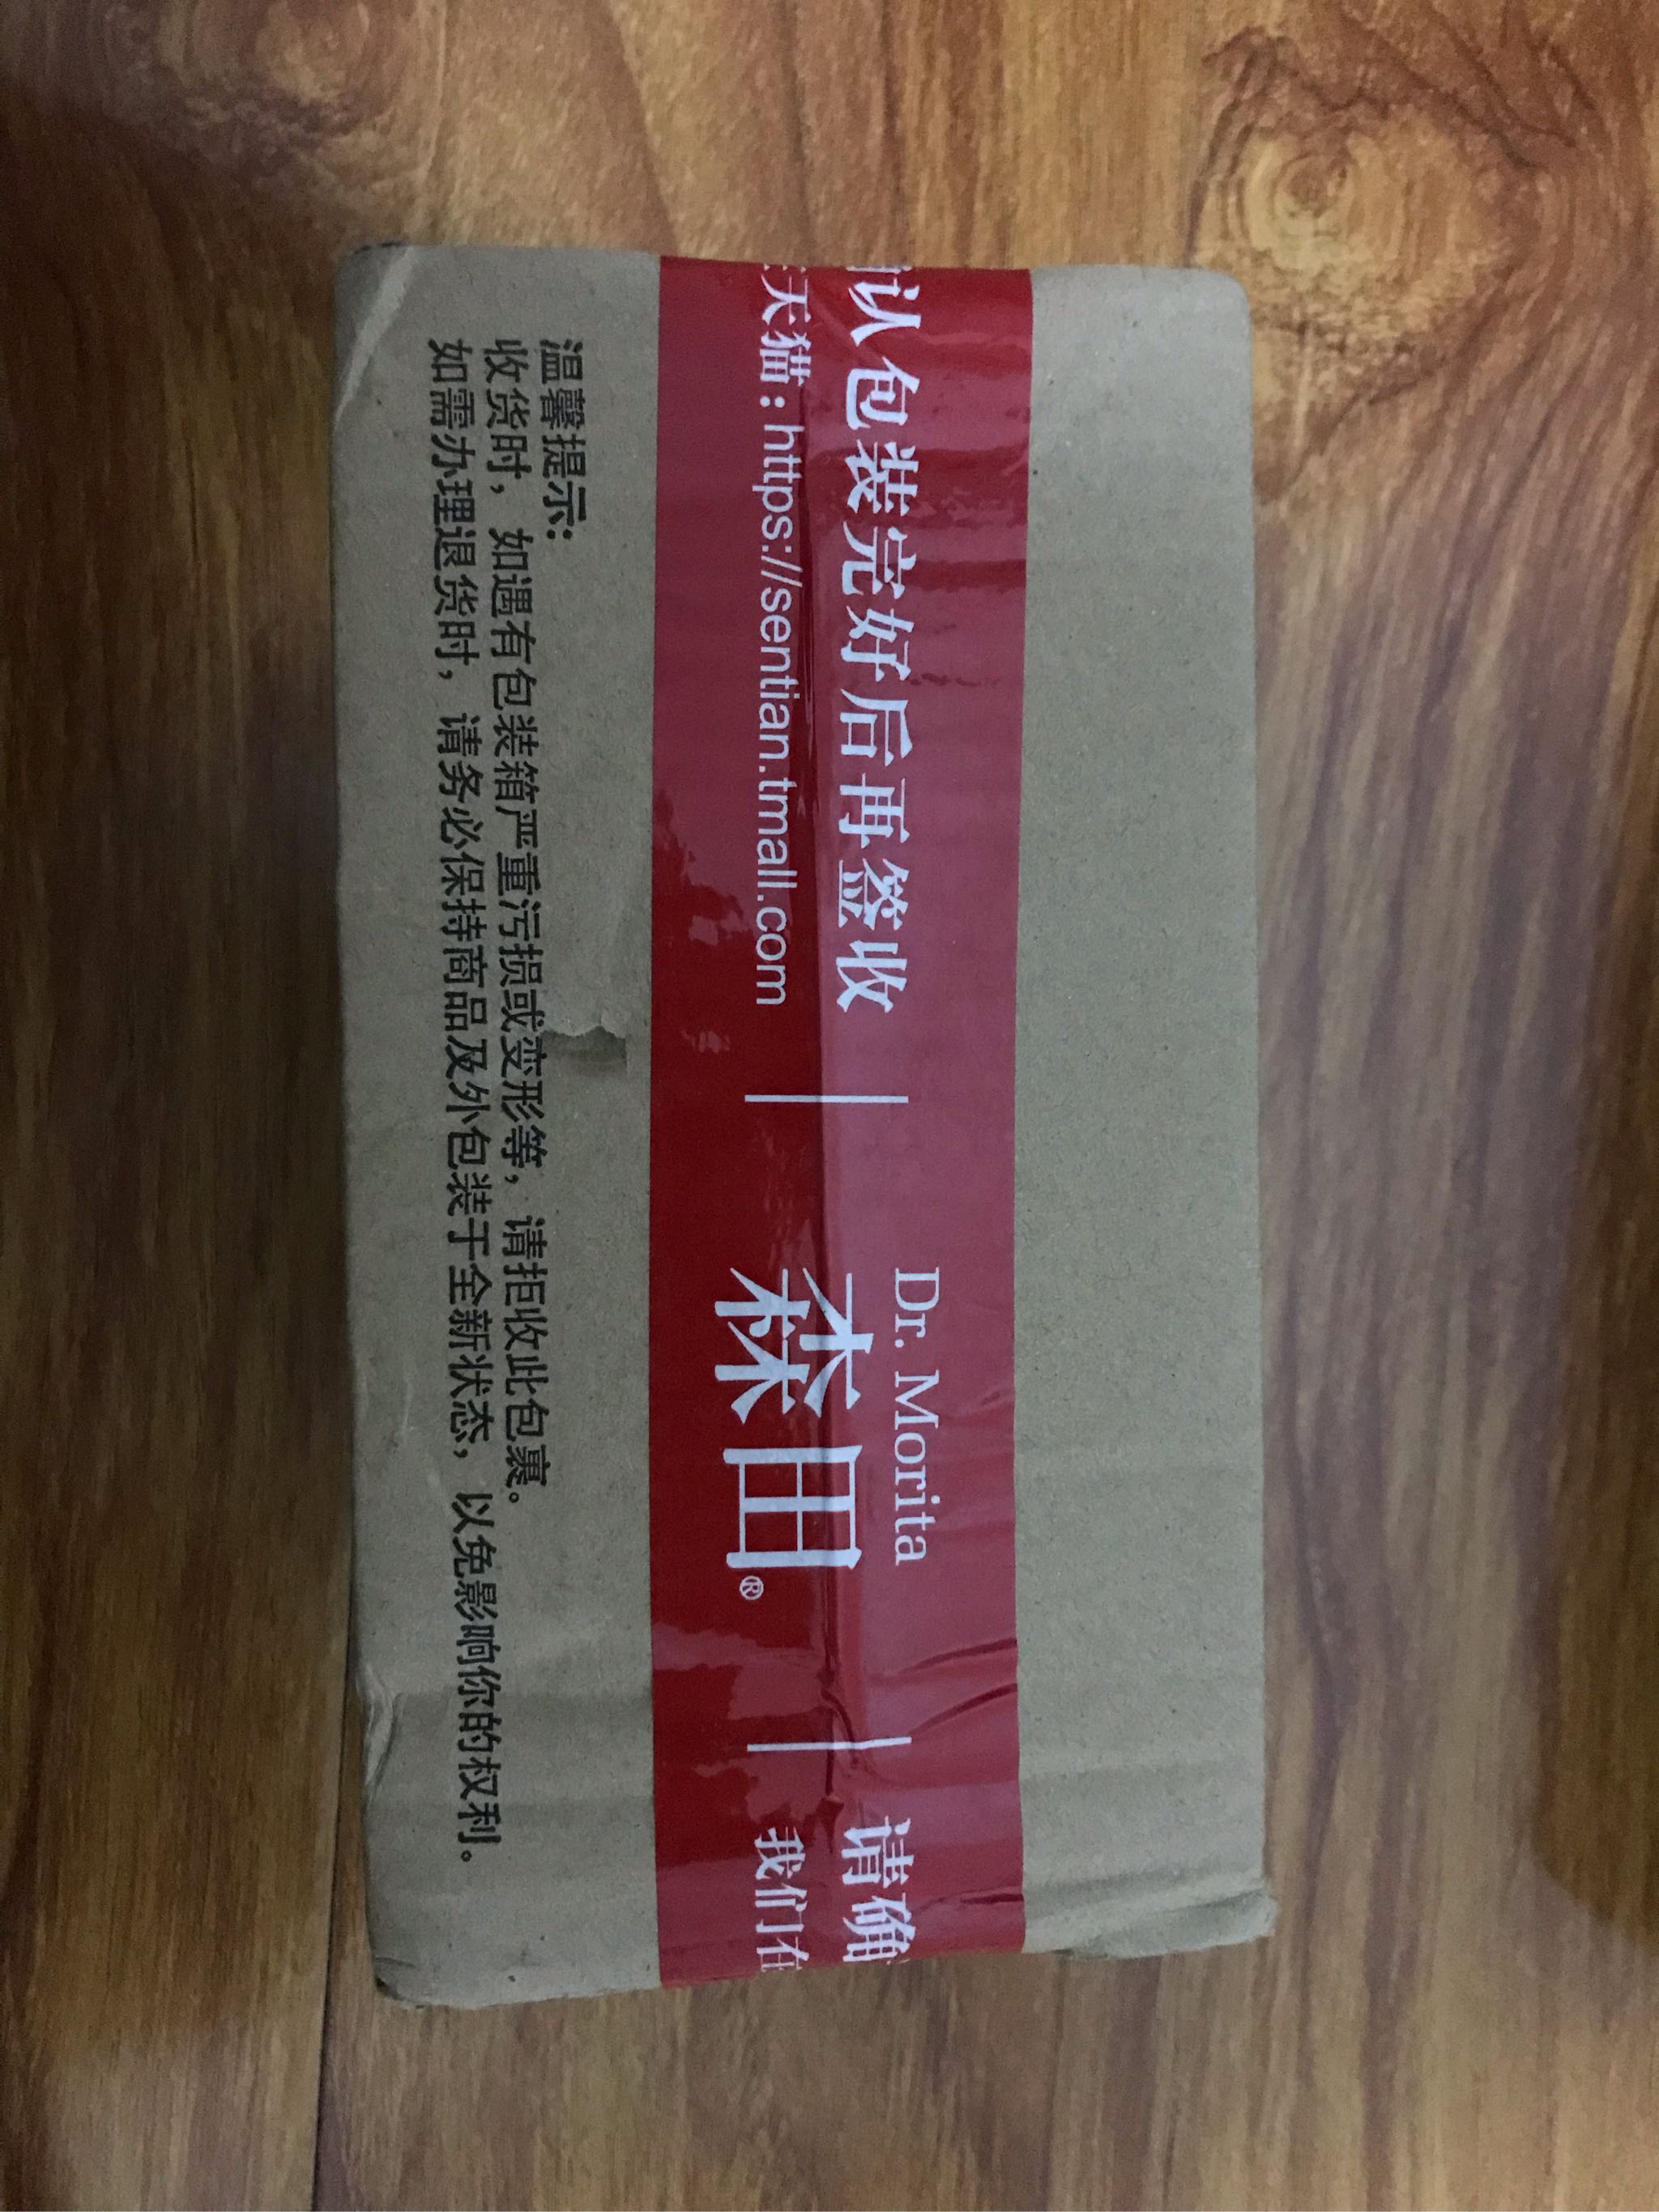 认包装完好后再签收
天猫：https://sentian.tmall.com
Dr. Morita
森田®
请确
我们在
温馨提示:
收货时，如遇有包装箱严重污损或变形等，请拒收此包裹。
如需办理退货时，请务必保持商品及外包装于全新状态，以免影响你的权利。